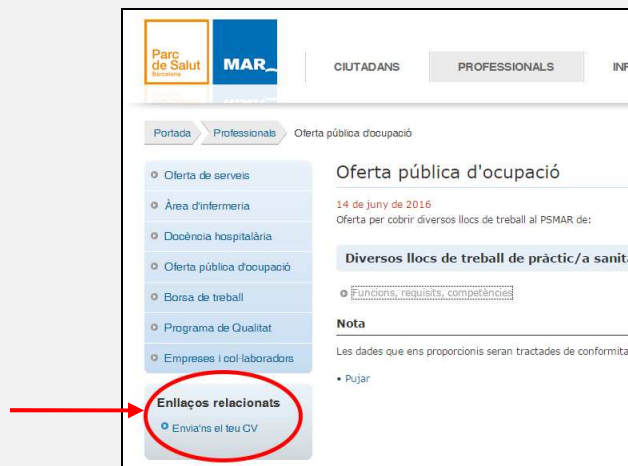 Parc
de Salut
Barcelona
MAR
CIUTADANS
PROFESSIONALS
Portada
Professionals
Oferta pública d'ocupació
Oferta de serveis
Àrea d'infermeria
Docència hospitalària
Oferta pública d'ocupació
Borsa de treball
Programa de Qualitat
Empreses i col·laboradors
Enllaços relacionats
Envia'ns el teu CV
Oferta pública d'ocupació
14 de juny de 2016
Oferta per cobrir diversos llocs de treball al PSMAR de:
Diversos llocs de treball de pràctic/a
Funcions, requisits, competències
Nota
Les dades que ens proporcionis seran tractades de
• Pujar